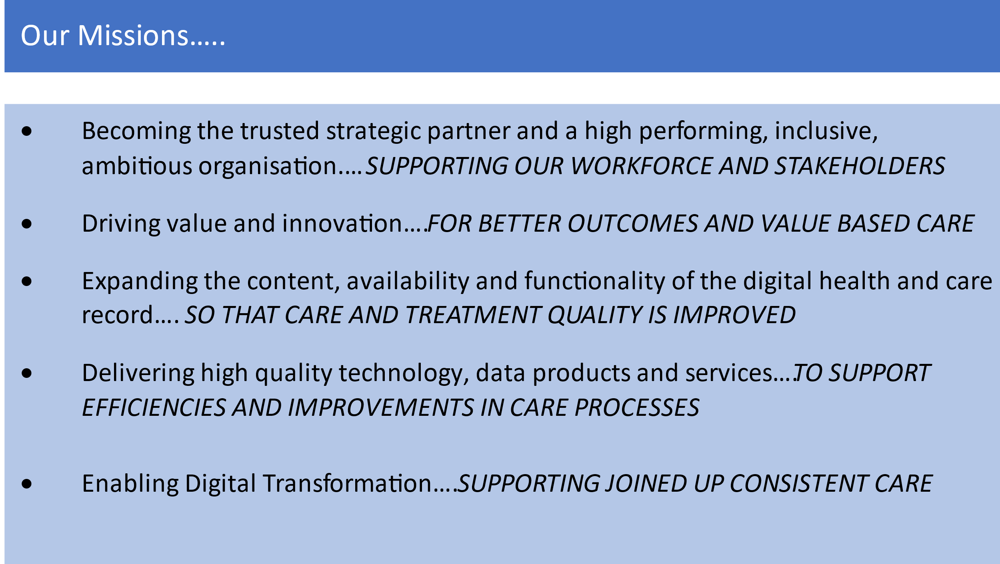 Our Missions.....
• Becoming the trusted strategic partner and a high performing, inclusive,
ambitious organisation.... SUPPORTING OUR WORKFORCE AND STAKEHOLDERS
• Driving value and innovation....FOR BETTER OUTCOMES AND VALUE BASED CARE
• Expanding the content, availability and functionality of the digital health and care
record.... SO THAT CARE AND TREATMENT QUALITY IS IMPROVED
• Delivering high quality technology, data products and services....TO SUPPORT
EFFICIENCIES AND IMPROVEMENTS IN CARE PROCESSES
• Enabling Digital Transformation....SUPPORTING JOINED UP CONSISTENT CARE